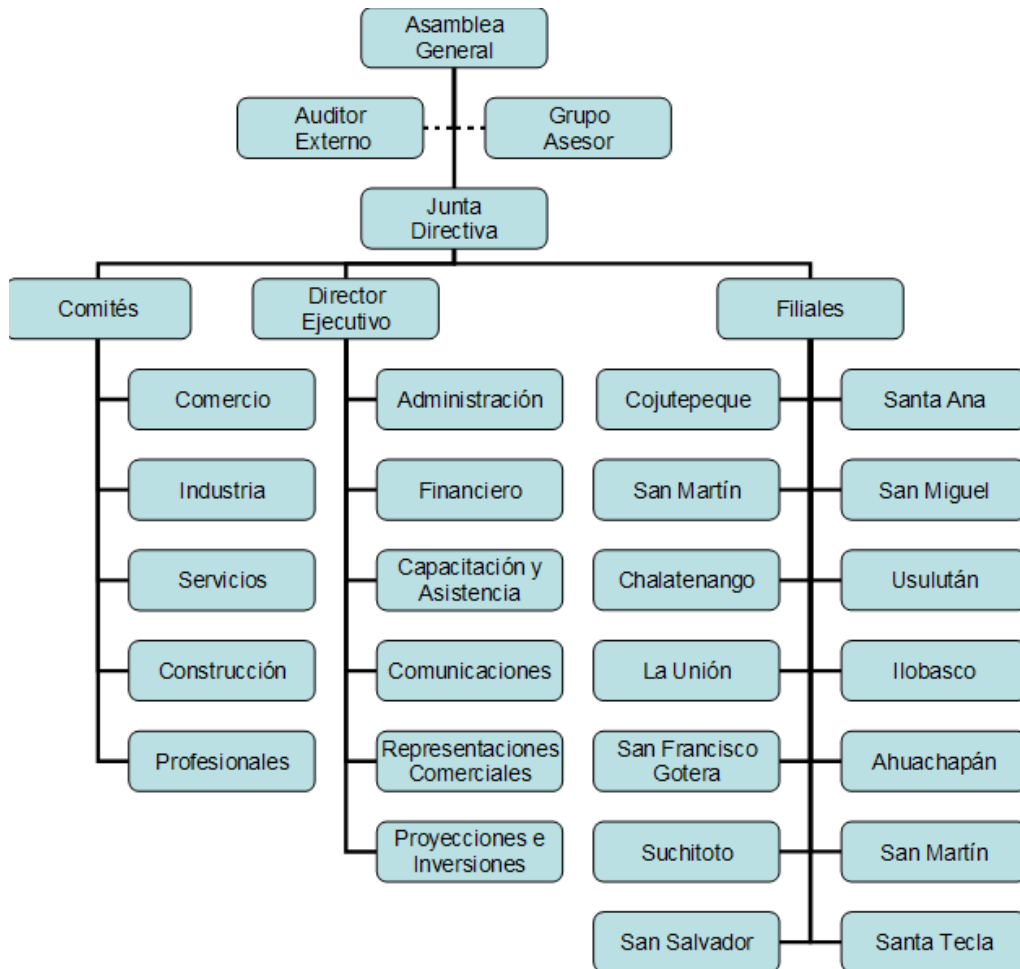 Asamblea
General
Auditor
Externo
Grupo
Asesor
Junta
Directiva
Comités
Director
Ejecutivo
Filiales
Comercio
Administración
Cojutepeque
Santa Ana
Industria
Financiero
San Martín
San Miguel
Servicios
Capacitación y
Asistencia
Chalatenango
Usulután
Construcción
Comunicaciones
La Unión
Ilobasco
Profesionales
Representaciones
Comerciales
San Francisco
Gotera
Ahuachapán
Proyecciones e
Inversiones
Suchitoto
San Martín
San Salvador
Santa Tecla